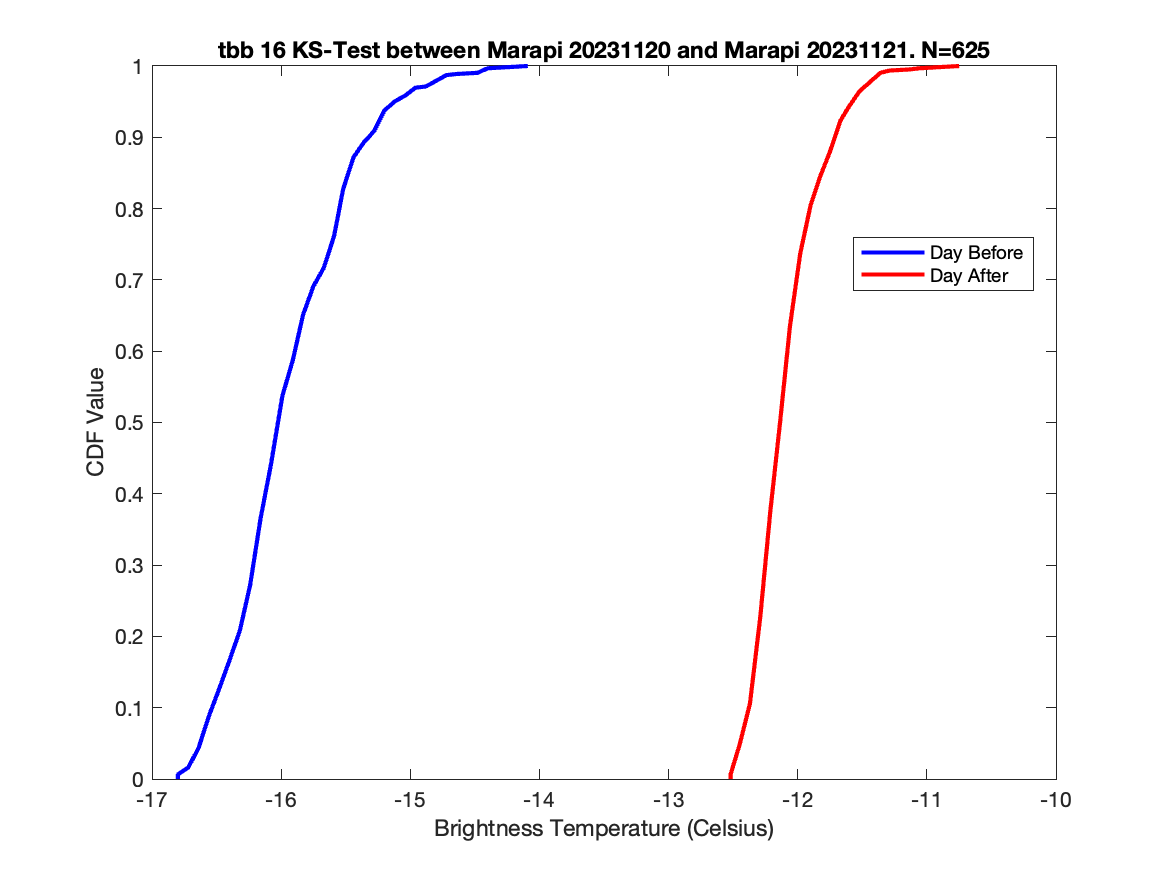 tbb 16 KS-Test between Marapi 20231120 and Marapi 20231121. N=625
1
0.9
0.8
0.7
0.6
0.5
0.4
0.3
0.2
0.1
0
CDF Value
Day Before
Day After
-17 -16 -15 -14 -13 -12 -11 -10
Brightness Temperature (Celsius)